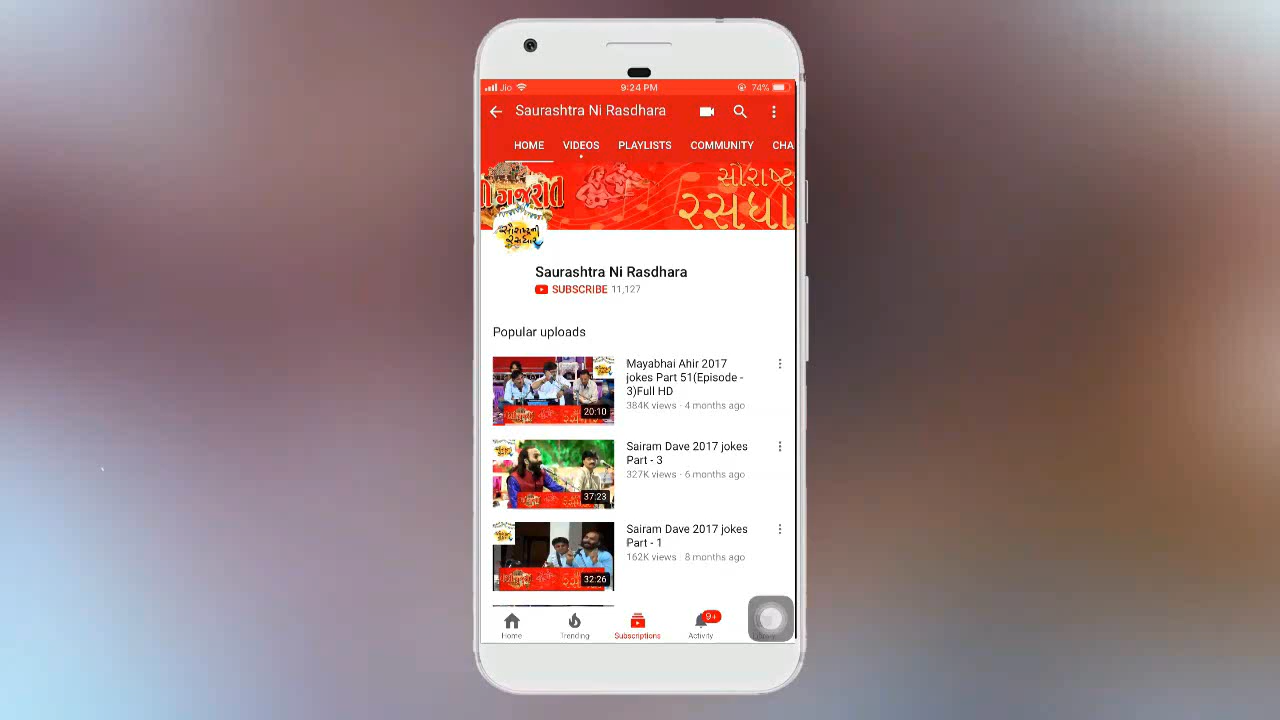 Jio 9:24 PM 74%
Saurashtra Ni Rasdhara
HOME VIDEOS PLAYLISTS COMMUNITY CHA
સૌરાષ્ટ્ર
ગુજરાતી
રસધા
સૌરાષ્ટ્રની
રસધાર
Saurashtra Ni Rasdhara
SUBSCRIBE 11,127
Popular uploads
Mayabhai Ahir 2017
jokes Part 51(Episode -
3)Full HD
384K views · 4 months ago
20:10
Sairam Dave 2017 jokes
Part - 3
327K views · 6 months ago
37:23
Sairam Dave 2017 jokes
Part - 1
162K views · 8 months ago
32:26
9+
Home Trending Subscriptions Activity